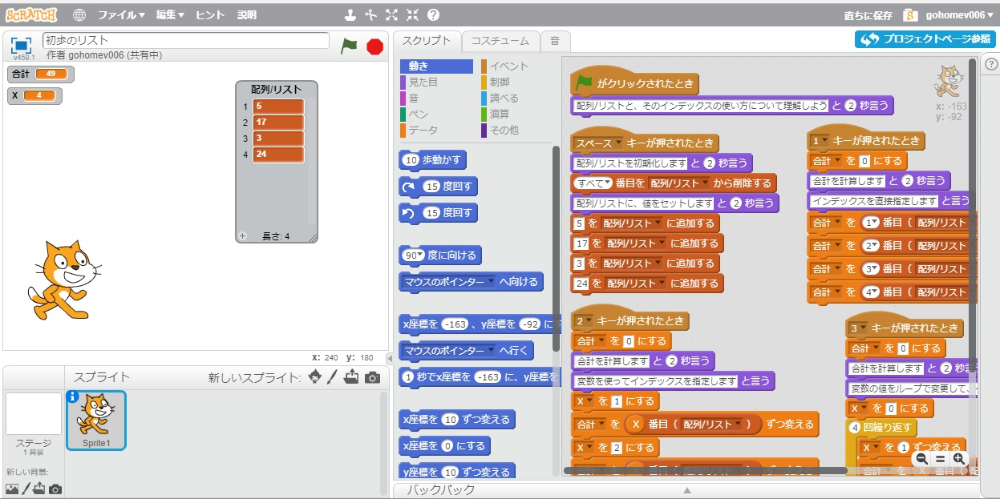 SCRATCH ファイル▼ 編集▼ ヒント 説明 直ちに保存 gohomev006▼
v459.1 初歩のリスト
作者 gohomev006 (共有中)
スクリプト コスチューム 音 プロジェクトページ参照
合計 49
X 4
配列/リスト
1 5
2 17
3 3
4 24
+ 長さ: 4
x: 240 y: 180
スプライト 新しいスプライト:
ステージ
1 背景
新しい背景:
Sprite1
動き イベント
見た目 制御
音 調べる
ペン 演算
データ その他
10 歩動かす
15 度回す
15 度回す
90▼ 度に向ける
マウスのポインター へ向ける
x座標を -163 、y座標を -92 に
マウスのポインター へ行く
1 秒でx座標を -163 に、y座標を
x座標を 10 ずつ変える
x座標を 0 にする
y座標を 10 ずつ変える
がクリックされたとき
配列/リストと、そのインデックスの使い方について理解しよう と 2 秒言う
x: -163
y: -92
スペース キーが押されたとき
配列/リストを初期化します と 2 秒言う
すべて▼ 番目を 配列/リスト から削除する
配列/リストに、値をセットします と 2 秒言う
5 を 配列/リスト に追加する
17 を 配列/リスト に追加する
3 を 配列/リスト に追加する
24 を 配列/リスト に追加する
1 キーが押されたとき
合計 を 0 にする
合計を計算します と 2 秒言う
インデックスを直接指定します と言う
合計 を 1▼ 番目 ( 配列/リスト
合計 を 2▼ 番目 ( 配列/リスト
合計 を 3▼ 番目 ( 配列/リスト
合計 を 4▼ 番目 ( 配列/リスト
2 キーが押されたとき
合計 を 0 にする
合計を計算します と 2 秒言う
変数を使ってインデックスを指定します と言う
X を 1 にする
合計 を X 番目 ( 配列/リスト ) ずつ変える
X を 2 にする
3 キーが押されたとき
合計 を 0 にする
合計を計算します と 2 秒言
変数の値をループで変更して、
X を 0 にする
4 回繰り返す
X を 1 ずつ変える
バックパック